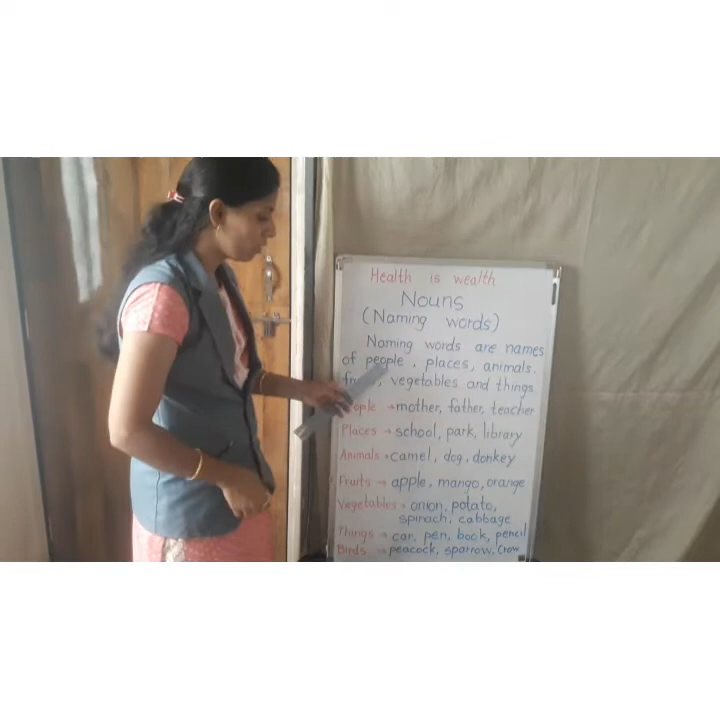 Health is wealth
Nouns
(Naming words)
Naming words are names
of people, places, animals.
fruits, vegetables and things
People → mother, father, teacher
Places → school, park, library
Animals → camel, dog, donkey
Fruits → apple, mango, orange
Vegetables → onion, potato,
spinach, cabbage
Things → car, pen, book, pencil
Birds → peacock, sparrow, Crow